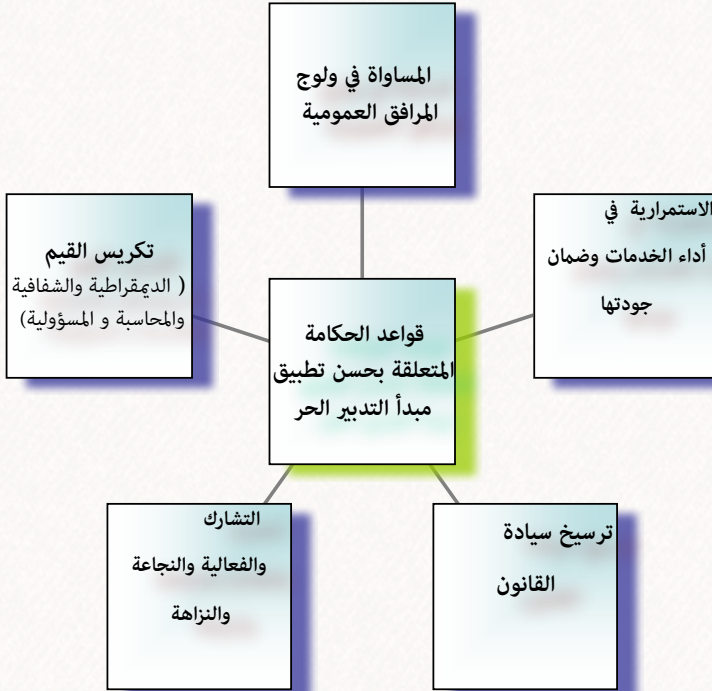 المساواة في ولوج
المرافق العمومية
الاستمرارية في
أداء الخدمات وضمان
جودتها
تكريس القيم
( الديمقراطية والشفافية
والمحاسبة و المسؤولية)
قواعد الحكامة
المتعلقة بحسن تطبيق
مبدأ التدبير الحر
ترسيخ سيادة
القانون
التشارك
والفعالية والنجاعة
والنزاهة